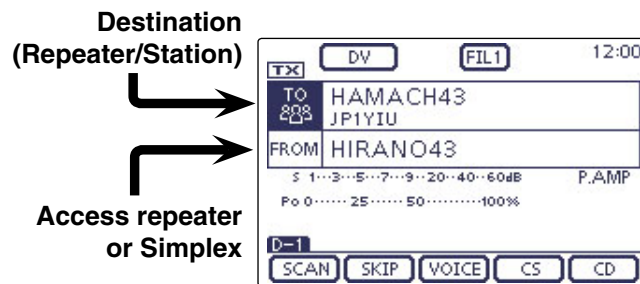 Destination
(Repeater/Station)
DV FIL1 12:00
TX
TO HAMACH43
JP1YIU
FROM HIRANO43
S 1···3···5···7···9··20··40··60dB P.AMP
Po 0······25······50·········100%
Access repeater
or Simplex
D-1
SCAN SKIP VOICE CS CD